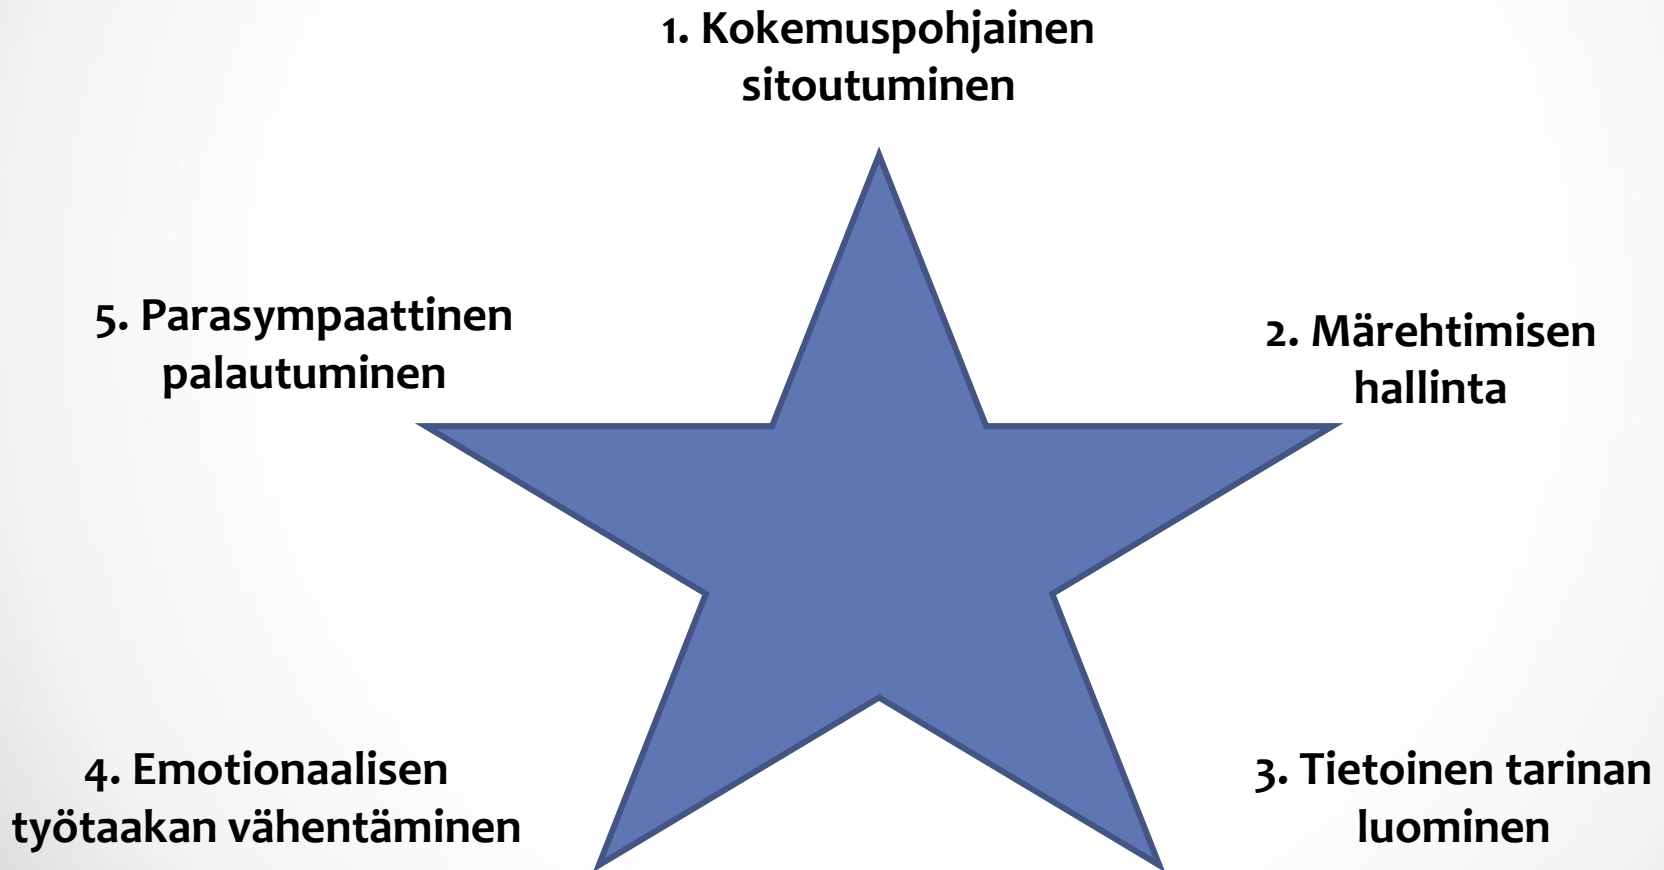 1. Kokemuspohjainen
sitoutuminen
2. Märehtimisen
hallinta
3. Tietoinen tarinan
luominen
4. Emotionaalisen
työtaakan vähentäminen
5. Parasympaattinen
palautuminen